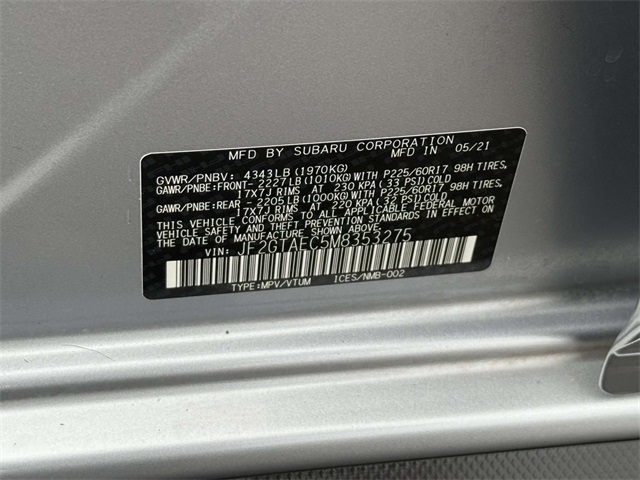 MFD BY SUBARU CORPORATION
MFD IN 05/21
GVWR/PNBV: 4343LB(1970KG)
GAWR/PNBE:FRONT- 2227LB(1010KG)WITH P225/60R17 98H TIRES,
17X7J RIMS AT 230 KPA(33 PSI)COLD
GAWR/PNBE:REAR - 2205LB(1000KG)WITH P225/60R17 98H TIRES,
17X7J RIMS AT 220 KPA(32 PSI)COLD
THIS VEHICLE CONFORMS TO ALL APPLICABLE FEDERAL MOTOR
VEHICLE SAFETY, BUMPER, AND THEFT PREVENTION
STANDARDS IN EFFECT ON THE DATE OF MANUFACTURE
SHOWN ABOVE.
VIN: JF2GTAEC5M8353275
TYPE:MPV/VTUM ICES/NMB-002